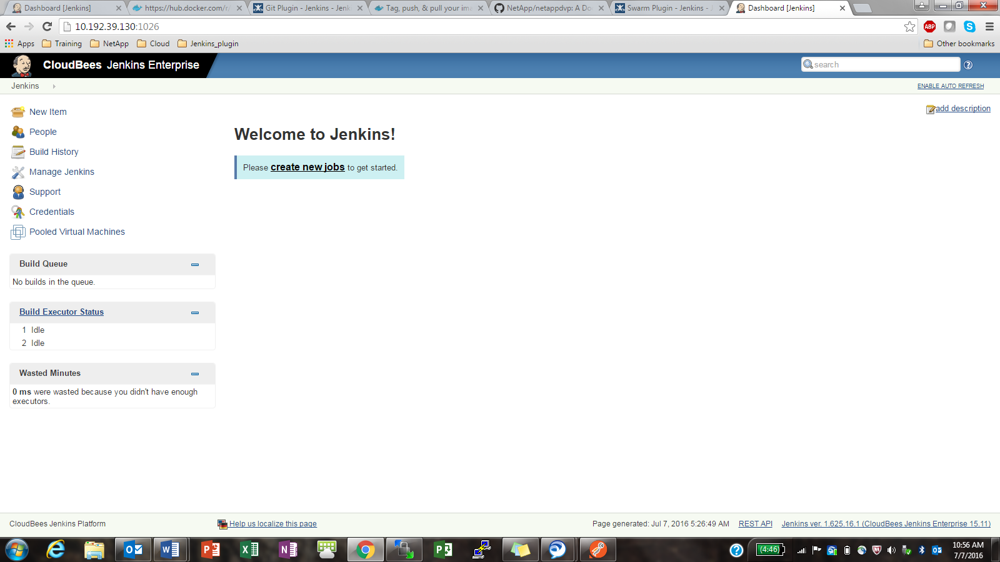 Dashboard [Jenkins]
https://hub.docker.com/r/
Git Plugin - Jenkins - Jenk
Tag, push, & pull your ima
NetApp/netappdvp: A Do
Swarm Plugin - Jenkins - J
Dashboard [Jenkins]
10.192.39.130:1026
ABP
Apps
Training
NetApp
Cloud
Jenkins_plugin
Other bookmarks
CloudBees Jenkins Enterprise
search
Jenkins
ENABLE AUTO REFRESH
New Item
People
Build History
Manage Jenkins
Support
Credentials
Pooled Virtual Machines
add description
Welcome to Jenkins!
Please create new jobs to get started.
Build Queue
No builds in the queue.
Build Executor Status
1 Idle
2 Idle
Wasted Minutes
0 ms were wasted because you didn't have enough
executors.
CloudBees Jenkins Platform
Help us localize this page
Page generated: Jul 7, 2016 5:26:49 AM
REST API
Jenkins ver. 1.625.16.1 (CloudBees Jenkins Enterprise 15.11)
(4:46)
10:56 AM
7/7/2016